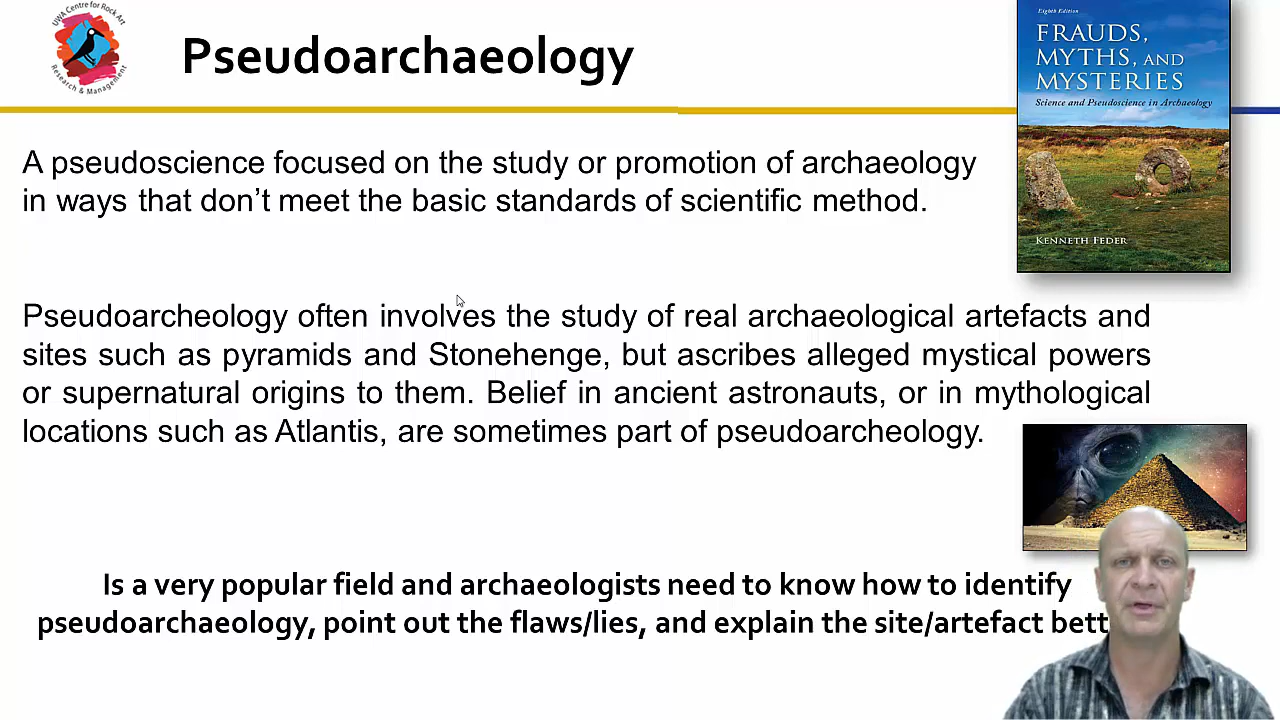 UWA Centre for Rock Art
Research & Management
Pseudoarchaeology
Eighth Edition
FRAUDS,
MYTHS, AND
MYSTERIES
Science and Pseudoscience in Archaeology
KENNETH FEDER
A pseudoscience focused on the study or promotion of archaeology
in ways that don’t meet the basic standards of scientific method.
Pseudoarcheology often involves the study of real archaeological artefacts and
sites such as pyramids and Stonehenge, but ascribes alleged mystical powers
or supernatural origins to them. Belief in ancient astronauts, or in mythological
locations such as Atlantis, are sometimes part of pseudoarcheology.
Is a very popular field and archaeologists need to know how to identify
pseudoarchaeology, point out the flaws/lies, and explain the site/artefact bett